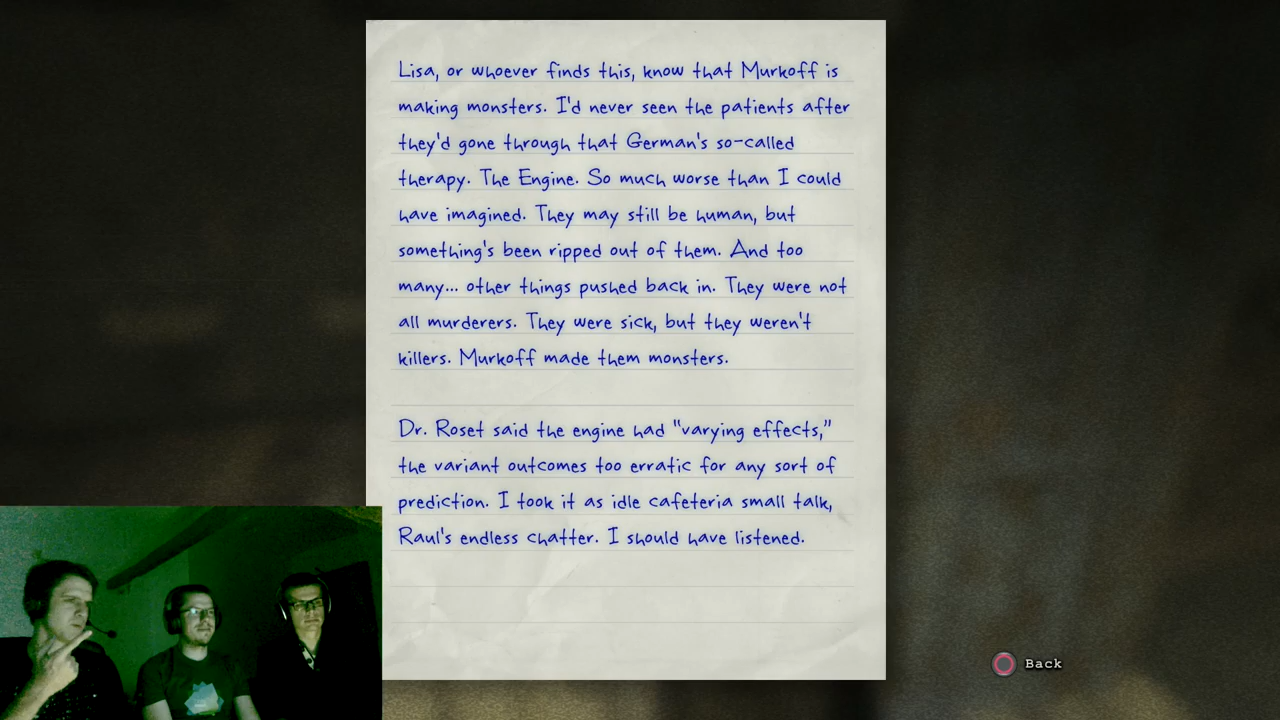 Lisa, or whoever finds this, know that Murkoff is
making monsters. I'd never seen the patients after
they'd gone through that German's so-called
therapy. The Engine. So much worse than I could
have imagined. They may still be human, but
something's been ripped out of them. And too
many... other things pushed back in. They were not
all murderers. They were sick, but they weren't
killers. Murkoff made them monsters.
Dr. Roset said the engine had "varying effects,"
the variant outcomes too erratic for any sort of
prediction. I took it as idle cafeteria small talk,
Raul's endless chatter. I should have listened.
Back